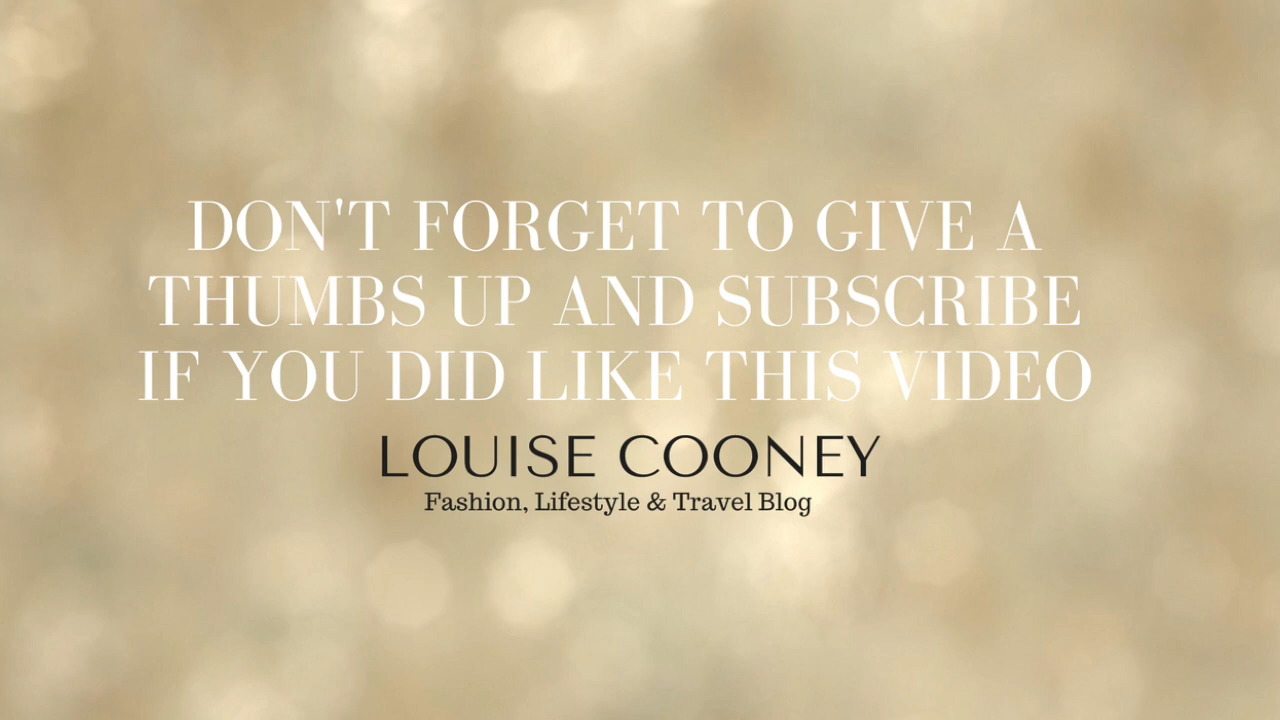 DON'T FORGET TO GIVE A
THUMBS UP AND SUBSCRIBE
IF YOU DID LIKE THIS VIDEO
LOUISE COONEY
Fashion, Lifestyle & Travel Blog